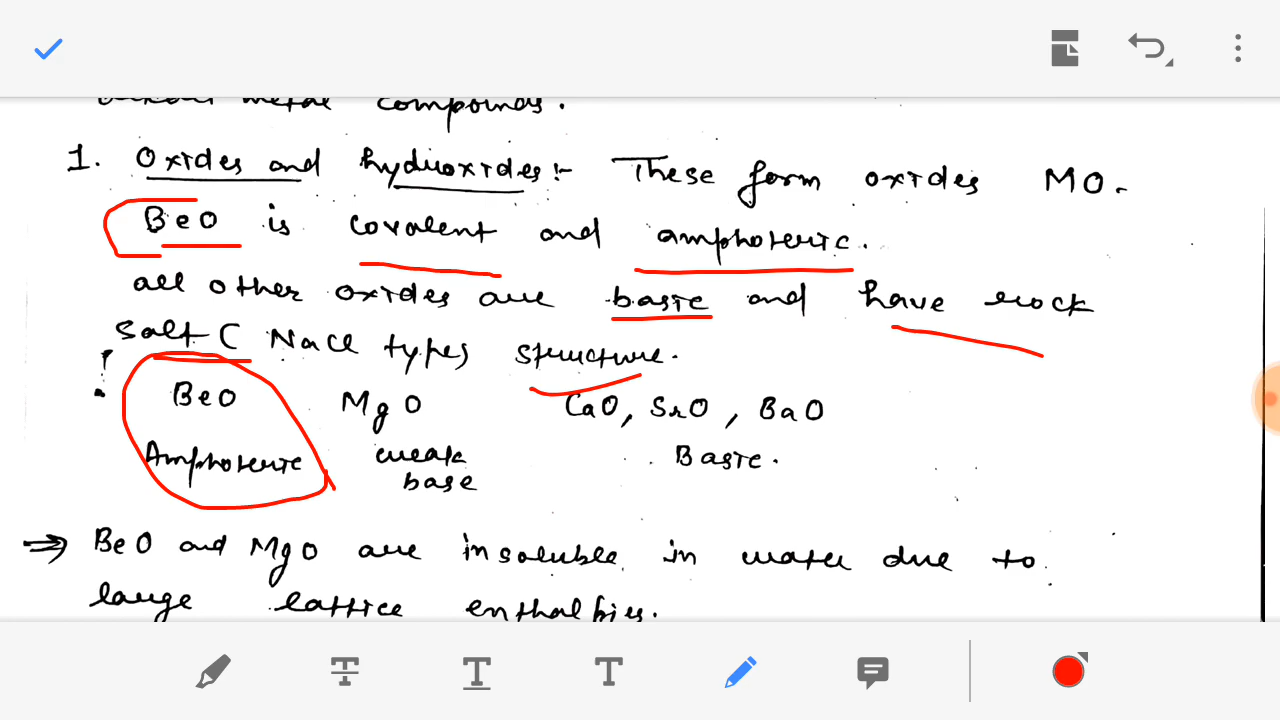 metal compounds.
1. Oxides and hydroxides:- These form oxides MO.
BeO is covalent and amphoteric.
all other oxides are basic and have rock
salt ( NaCl types structure.
BeO MgO CaO, SrO, BaO
Amphoteric weak base Basic.
⇒ BeO and MgO are insoluble in water due to
large lattice enthalpies.
T T T